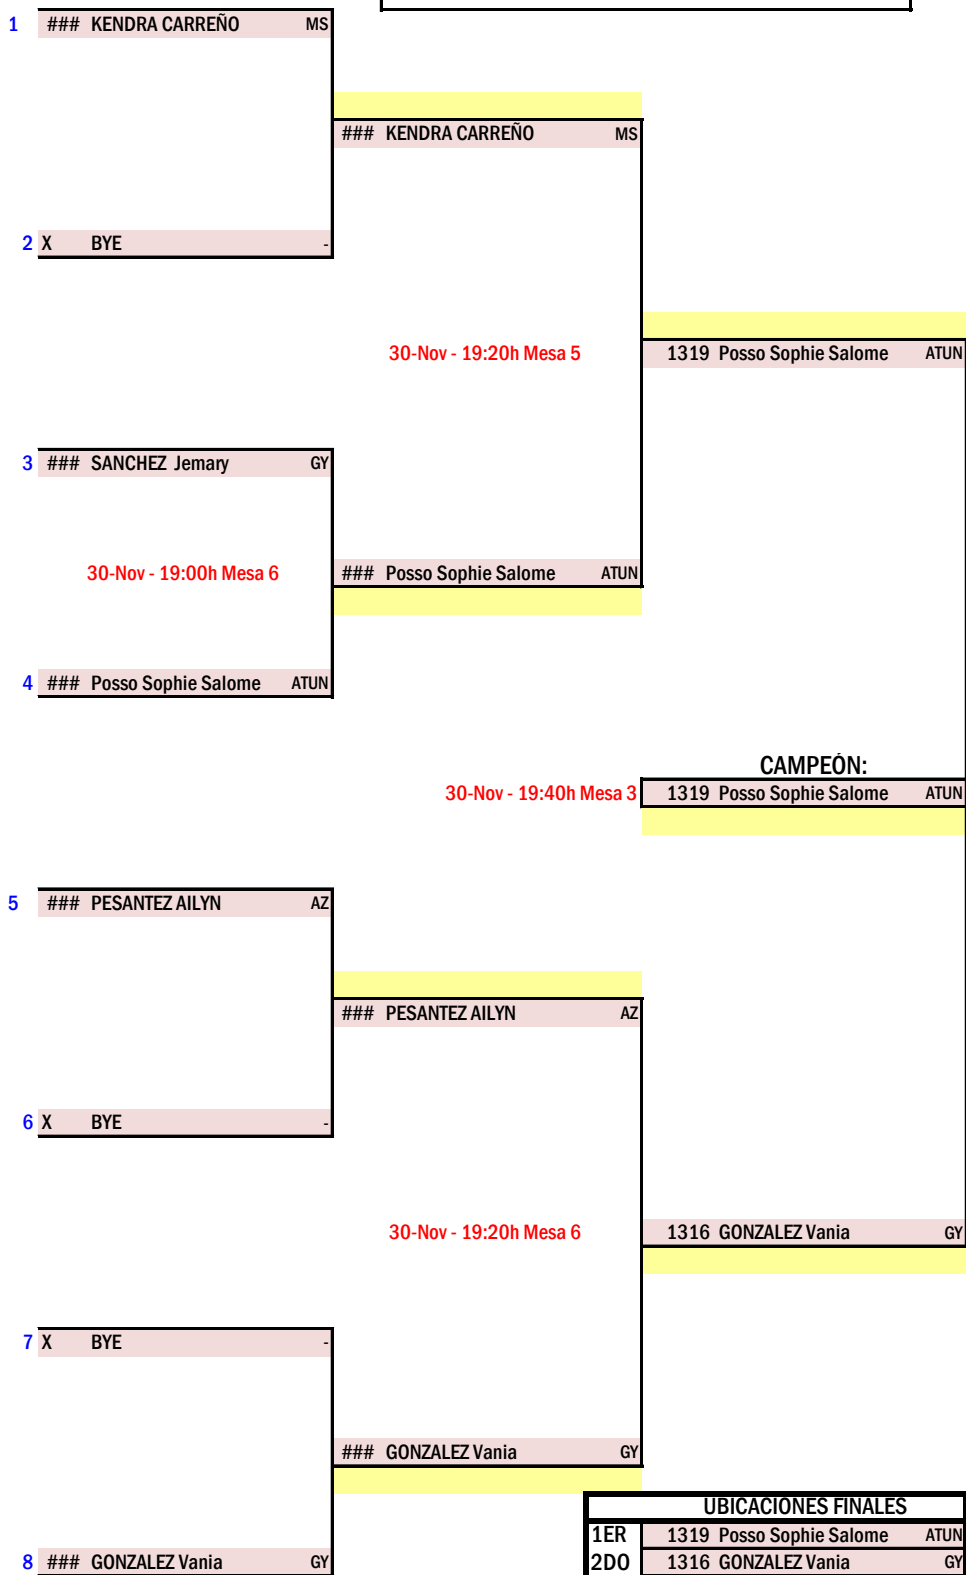 1 ### KENDRA CARREÑO MS
### KENDRA CARREÑO MS
2 X BYE -
30-Nov - 19:20h Mesa 5
1319 Posso Sophie Salome ATUN
3 ### SANCHEZ Jemary GY
30-Nov - 19:00h Mesa 6
### Posso Sophie Salome ATUN
4 ### Posso Sophie Salome ATUN
CAMPEÓN:
30-Nov - 19:40h Mesa 3
1319 Posso Sophie Salome ATUN
5 ### PESANTEZ AILYN AZ
### PESANTEZ AILYN AZ
6 X BYE -
30-Nov - 19:20h Mesa 6
1316 GONZALEZ Vania GY
7 X BYE -
### GONZALEZ Vania GY
UBICACIONES FINALES
1ER 1319 Posso Sophie Salome ATUN
8 ### GONZALEZ Vania GY
2DO 1316 GONZALEZ Vania GY